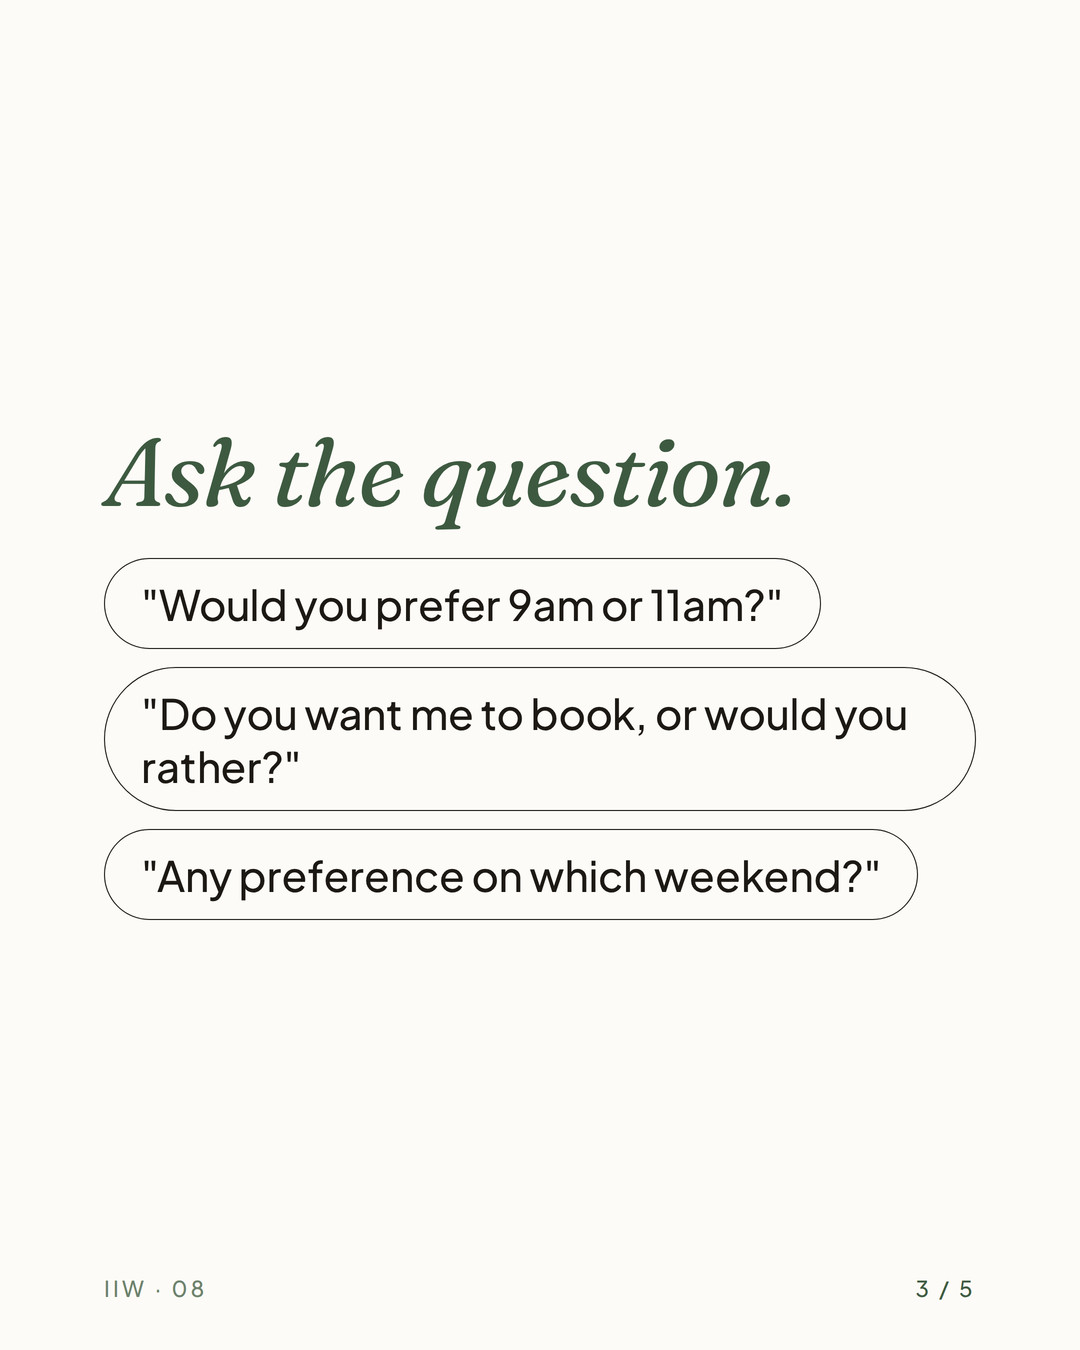 Ask the question.
"Would you prefer 9am or 11am?"
"Do you want me to book, or would you
rather?"
"Any preference on which weekend?"
IIW · 08
3 / 5